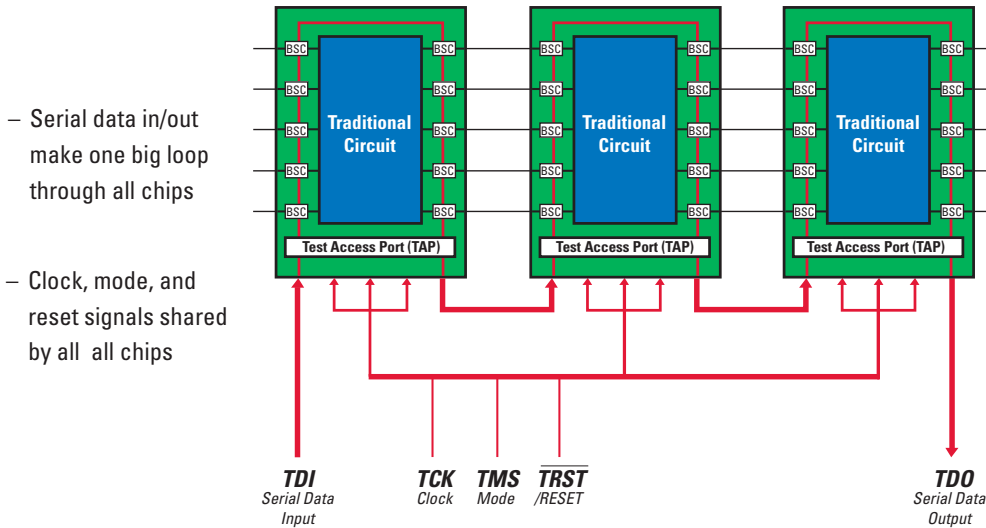 – Serial data in/out
make one big loop
through all chips
– Clock, mode, and
reset signals shared
by all all chips
BSC BSC
BSC BSC
BSC BSC
BSC BSC
BSC BSC
Traditional
Circuit
Test Access Port (TAP)
BSC BSC
BSC BSC
BSC BSC
BSC BSC
BSC BSC
Traditional
Circuit
Test Access Port (TAP)
BSC BSC
BSC BSC
BSC BSC
BSC BSC
BSC BSC
Traditional
Circuit
Test Access Port (TAP)
TDI
Serial Data
Input
TCK
Clock
TMS
Mode
TRST
/RESET
TDO
Serial Data
Output